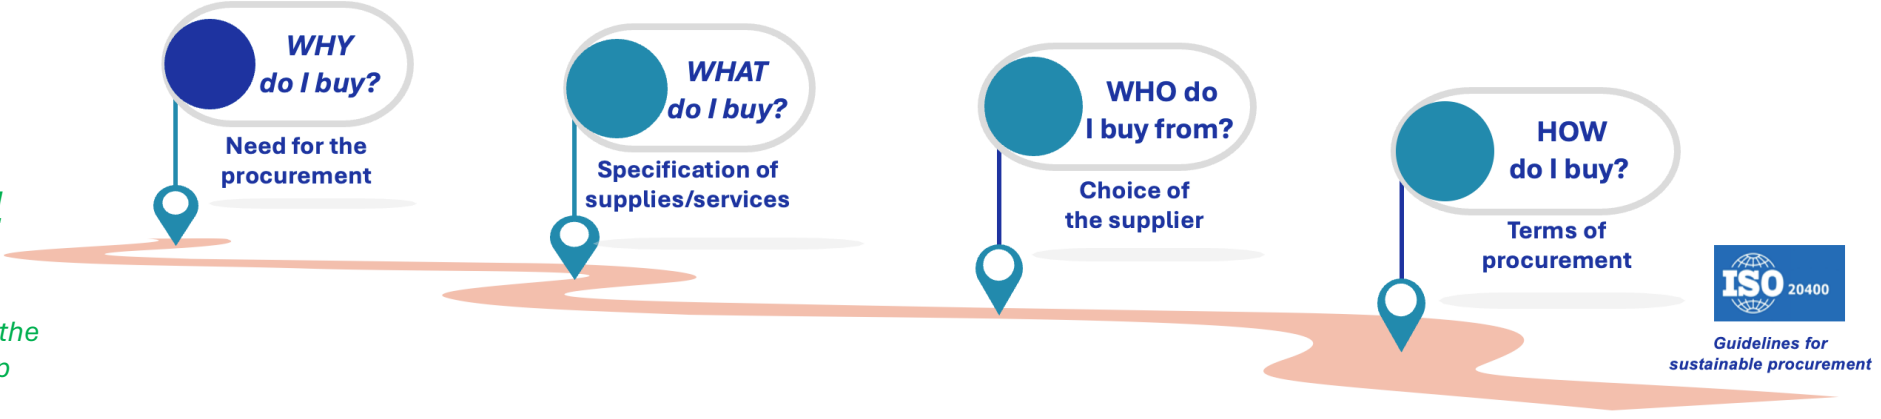 WHY
do I buy?
Need for the
procurement
WHAT
do I buy?
Specification of
supplies/services
WHO do
I buy from?
Choice of
the supplier
HOW
do I buy?
Terms of
procurement
ISO 20400
Guidelines for
sustainable procurement
the